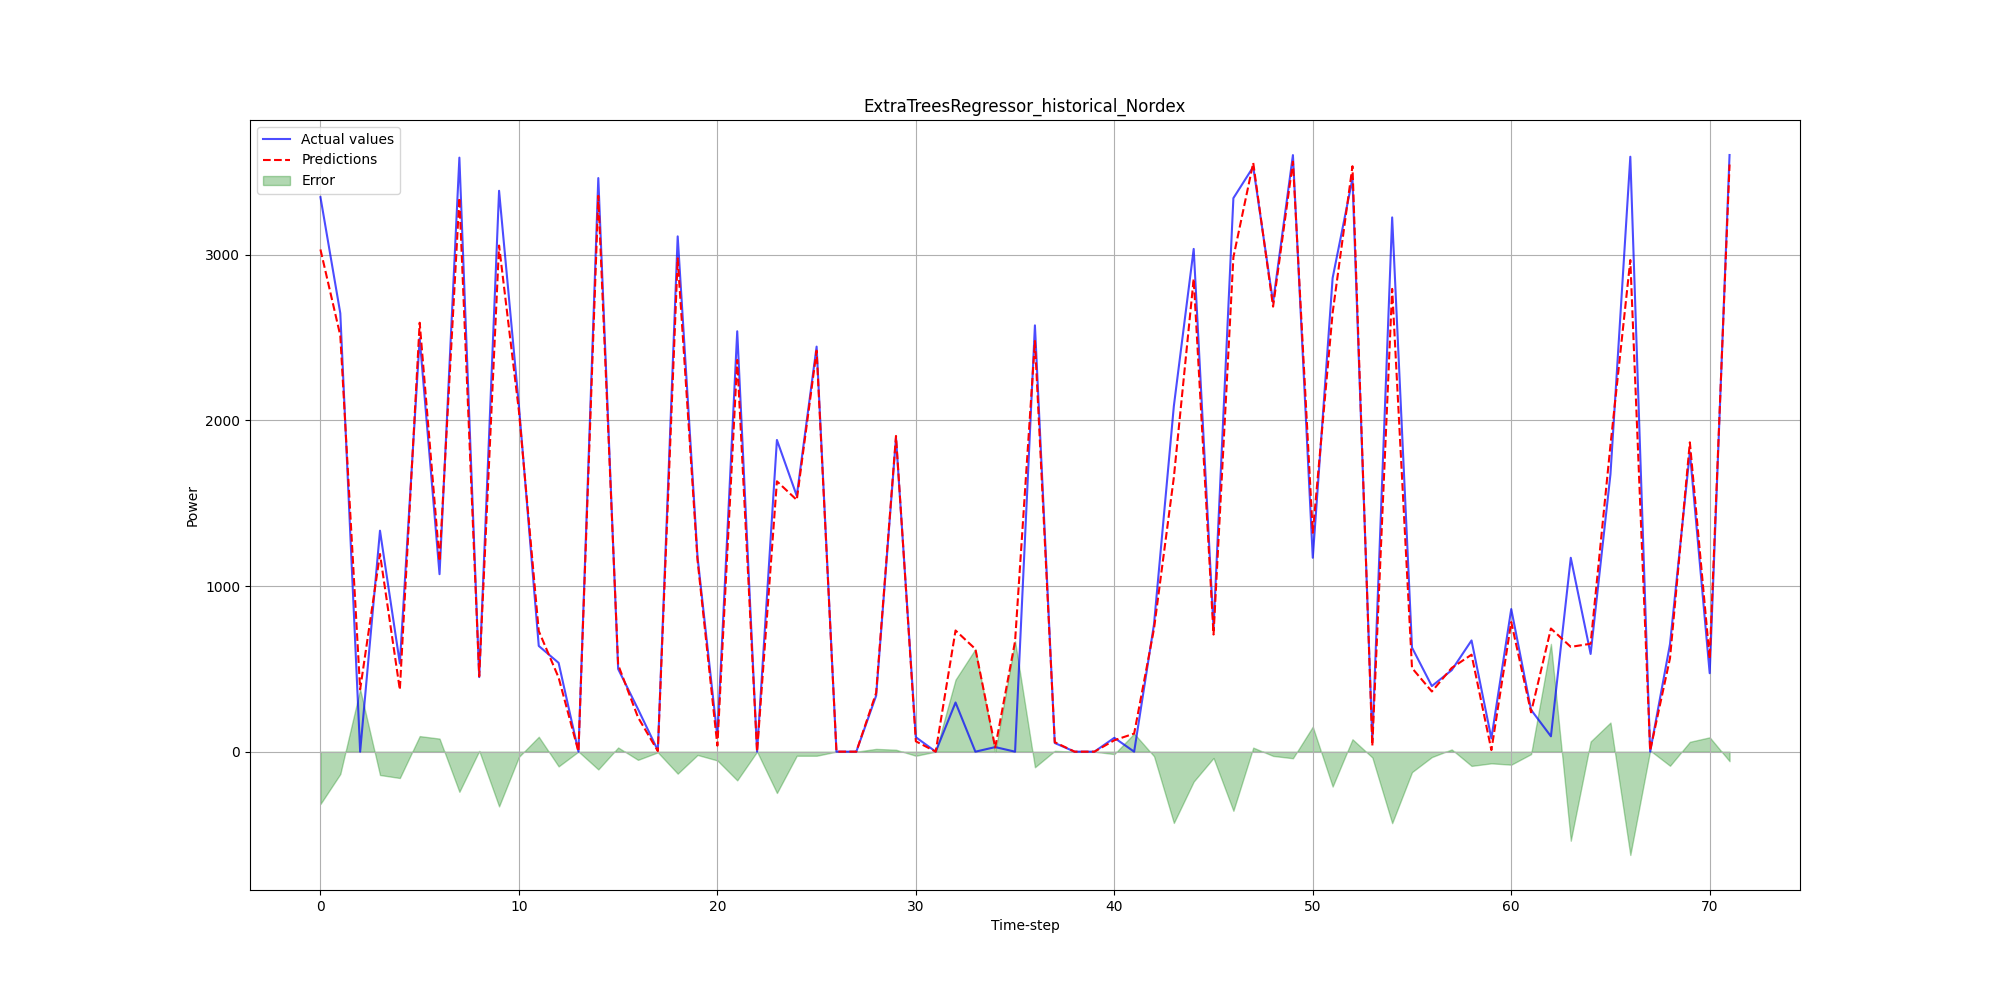 ExtraTreesRegressor_historical_Nordex
Actual values
Predictions
Error
Power
3000
2000
1000
0
0 10 20 30 40 50 60 70
Time-step